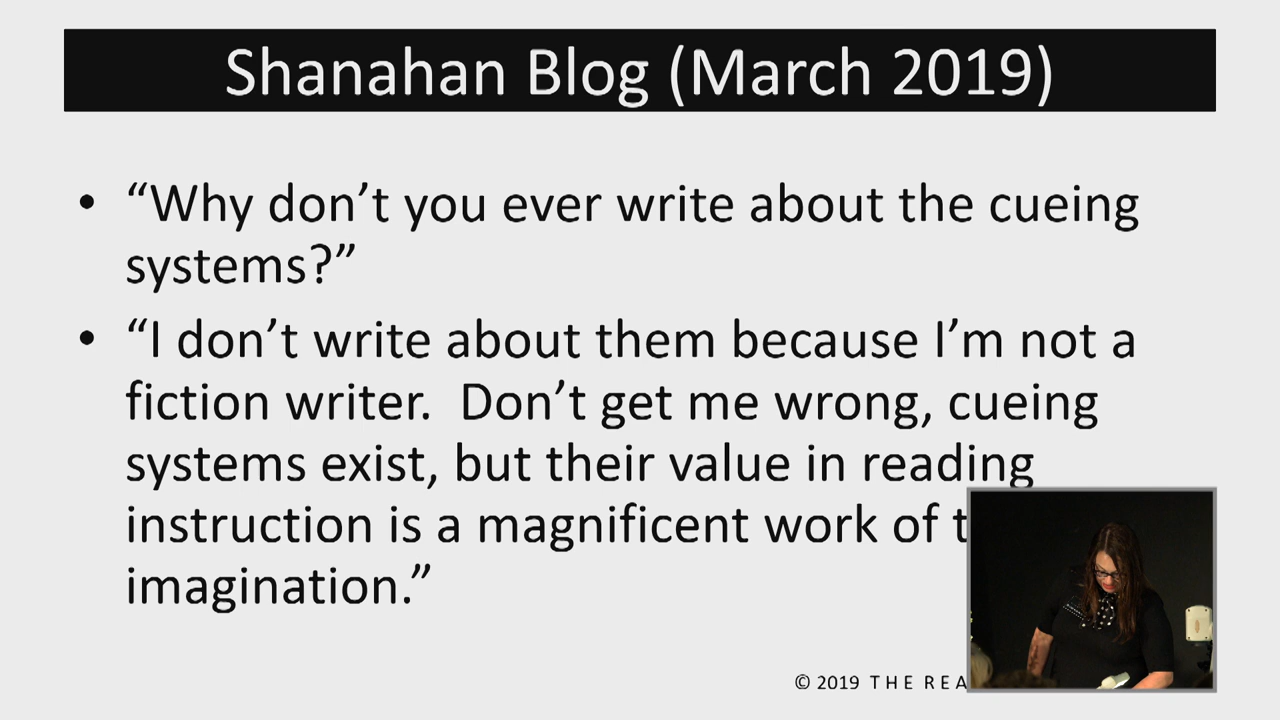 Shanahan Blog (March 2019)
• “Why don’t you ever write about the cueing
systems?”
• “I don’t write about them because I’m not a
fiction writer.  Don’t get me wrong, cueing
systems exist, but their value in reading
instruction is a magnificent work of
imagination.”
© 2019 THE